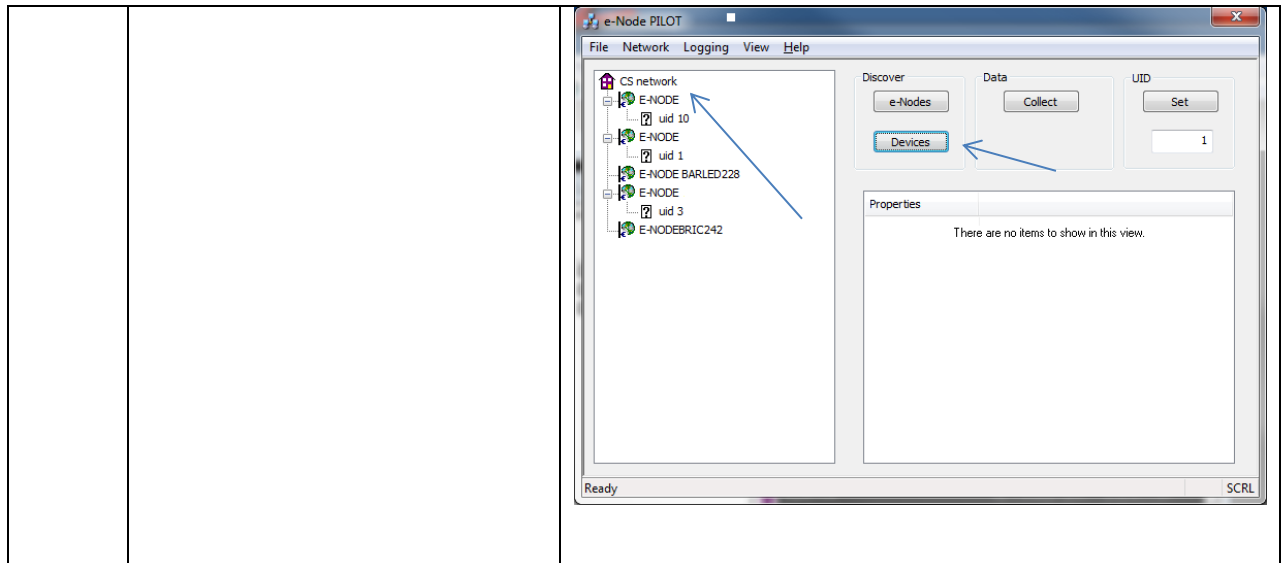 e-Node PILOT
File Network Logging View Help
CS network
E-NODE
uid 10
E-NODE
uid 1
E-NODE BARLED228
E-NODE
uid 3
E-NODEBRIC242
Discover
e-Nodes
Devices
Data
Collect
UID
Set
1
Properties
There are no items to show in this view.
Ready
SCRL